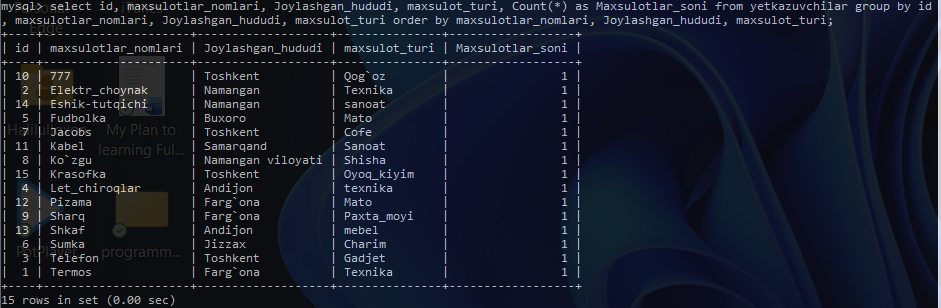 mysql> select id, maxsulotlar_nomlari, Joylashgan_hududi, maxsulot_turi, Count(*) as Maxsulotlar_soni from yetkazuvchilar group by id
, maxsulotlar_nomlari, Joylashgan_hududi, maxsulot_turi order by maxsulotlar_nomlari, Joylashgan_hududi, maxsulot_turi;
+----+---------------------+-------------------+---------------+------------------+
| id | maxsulotlar_nomlari | Joylashgan_hududi | maxsulot_turi | Maxsulotlar_soni |
+----+---------------------+-------------------+---------------+------------------+
| 10 | 777 | Toshkent | Qog`oz | 1 |
| 2 | Elektr_choynak | Namangan | Texnika | 1 |
| 14 | Eshik-tutqichi | Namangan | sanoat | 1 |
| 5 | Fudbolka | Buxoro | Mato | 1 |
| 7 | Jacobs | Toshkent | Cofe | 1 |
| 11 | Kabel | Samarqand | Sanoat | 1 |
| 8 | Ko`zgu | Namangan viloyati | Shisha | 1 |
| 15 | Krasofka | Toshkent | Oyoq_kiyim | 1 |
| 4 | Let_chiroqlar | Andijon | texnika | 1 |
| 12 | Pizama | Farg`ona | Mato | 1 |
| 9 | Sharq | Farg`ona | Paxta_moyi | 1 |
| 13 | Shkaf | Andijon | mebel | 1 |
| 6 | Sumka | Jizzax | Charim | 1 |
| 3 | Telefon | Toshkent | Gadjet | 1 |
| 1 | Termos | Farg`ona | Texnika | 1 |
+----+---------------------+-------------------+---------------+------------------+
15 rows in set (0.00 sec)
Edge
My Plan to
learning Ful...
PotPlayer
programm...